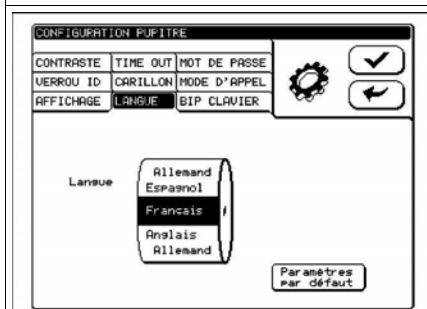 CONFIGURATION PUPITRE
CONTRASTE TIME OUT MOT DE PASSE
VERROU ID CARILLON MODE D'APPEL
AFFICHAGE LANGUE BIP CLAVIER
Langue
Allemand
Espagnol
Français
Anglais
Allemand
Paramètres
par défaut